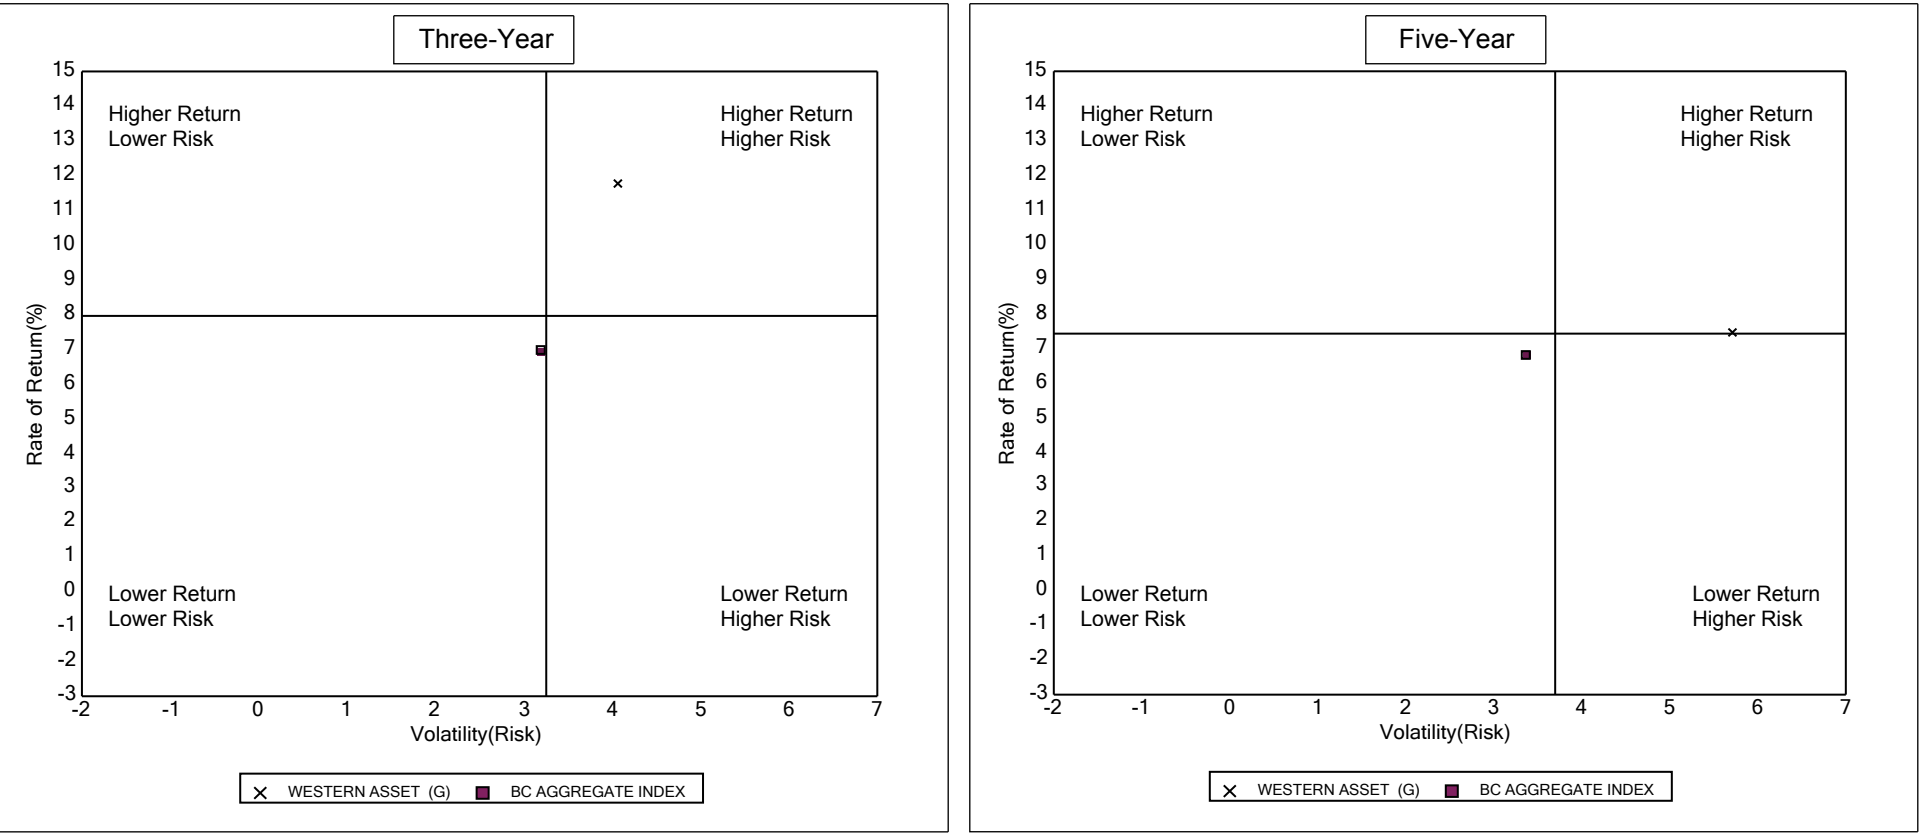 Three-Year
15
14
13
12
11
10
9
8
7
6
5
4
3
2
1
0
-1
-2
-3
Rate of Return(%)
Higher Return
Lower Risk
Higher Return
Higher Risk
Lower Return
Lower Risk
Lower Return
Higher Risk
-2 -1 0 1 2 3 4 5 6 7
Volatility(Risk)
WESTERN ASSET (G) BC AGGREGATE INDEX
Five-Year
15
14
13
12
11
10
9
8
7
6
5
4
3
2
1
0
-1
-2
-3
Rate of Return(%)
Higher Return
Lower Risk
Higher Return
Higher Risk
Lower Return
Lower Risk
Lower Return
Higher Risk
-2 -1 0 1 2 3 4 5 6 7
Volatility(Risk)
WESTERN ASSET (G) BC AGGREGATE INDEX